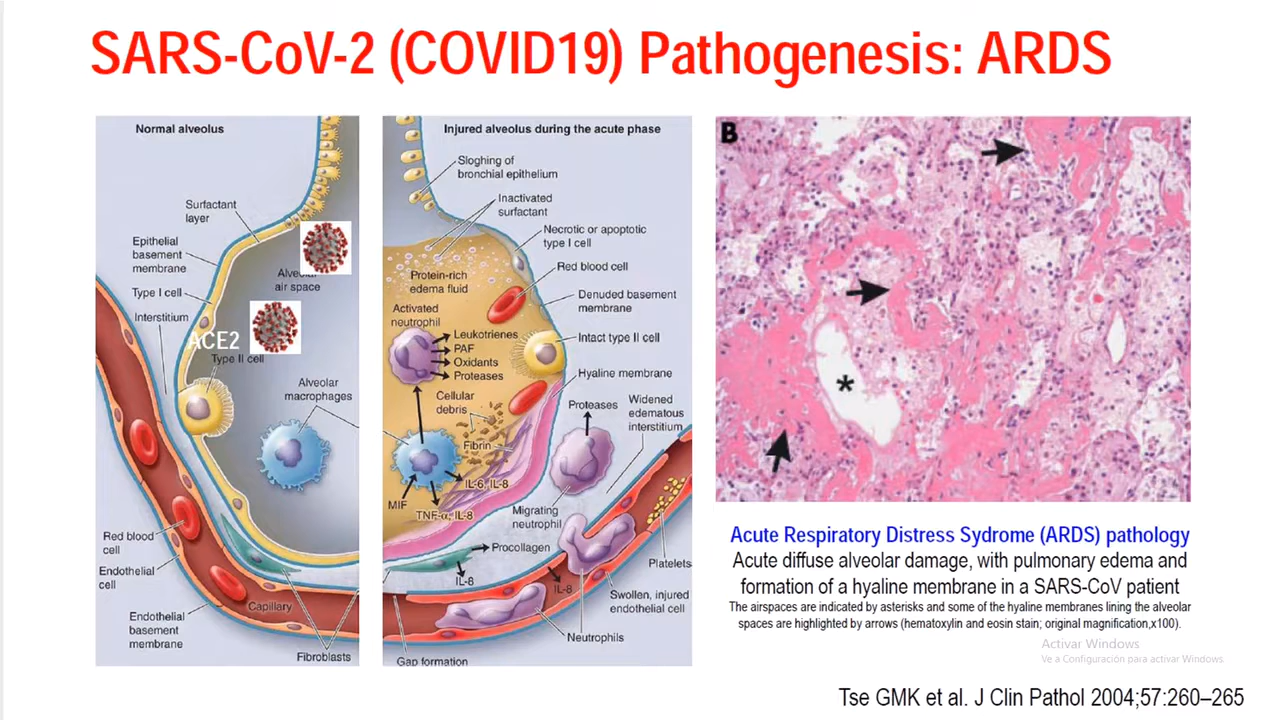 SARS-CoV-2 (COVID19) Pathogenesis: ARDS
Normal alveolus
Surfactant
layer
Epithelial
basement
membrane
Type I cell
Interstitium
Alveolar
air space
ACE2
Type II cell
Alveolar
macrophages
Red blood
cell
Endothelial
cell
Endothelial
basement
membrane
Capillary
Fibroblasts
Injured alveolus during the acute phase
Sloghing of
bronchial epithelium
Inactivated
surfactant
Necrotic or apoptotic
type I cell
Red blood cell
Protein-rich
edema fluid
Denuded basement
membrane
Activated
neutrophil
Leukotrienes
PAF
Oxidants
Proteases
Intact type II cell
Hyaline membrane
Cellular
debris
Proteases
Widened
edematous
interstitium
Fibrin
IL-6, IL-8
MIF
TNF-α, IL-8
Migrating
neutrophil
Procollagen
IL-8
IL-8
Platelets
Swollen, injured
endothelial cell
Neutrophils
Gap formation
B
*
Acute Respiratory Distress Sydrome (ARDS) pathology
Acute diffuse alveolar damage, with pulmonary edema and
formation of a hyaline membrane in a SARS-CoV patient
The airspaces are indicated by asterisks and some of the hyaline membranes lining the alveolar
spaces are highlighted by arrows (hematoxylin and eosin stain; original magnification,x100).
Activar Windows
Ve a Configuración para activar Windows.
Tse GMK et al. J Clin Pathol 2004;57:260–265